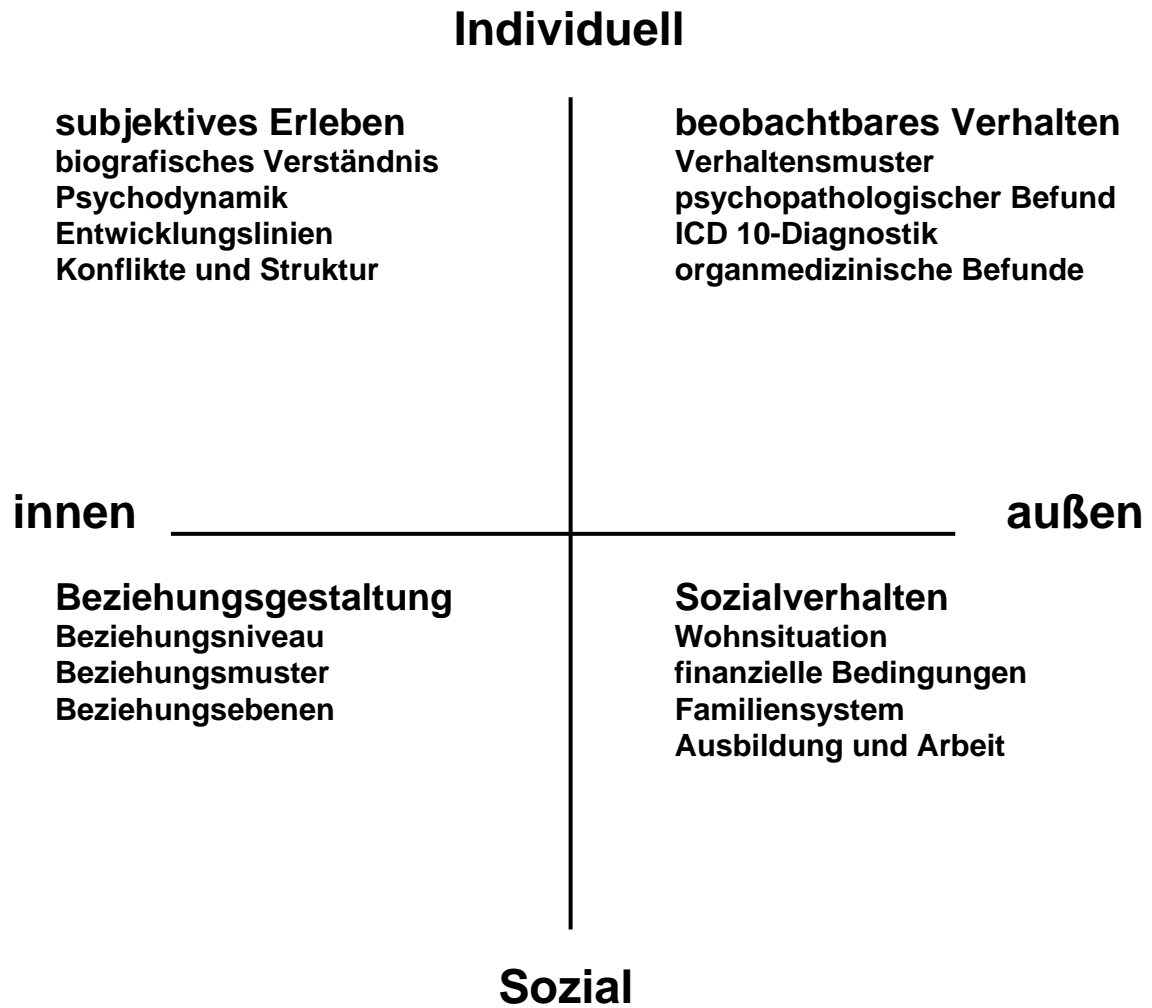 Individuell
subjektives Erleben
biografisches Verständnis
Psychodynamik
Entwicklungslinien
Konflikte und Struktur
beobachtbares Verhalten
Verhaltensmuster
psychopathologischer Befund
ICD 10-Diagnostik
organmedizinische Befunde
innen
außen
Beziehungsgestaltung
Beziehungsniveau
Beziehungsmuster
Beziehungsebenen
Sozialverhalten
Wohnsituation
finanzielle Bedingungen
Familiensystem
Ausbildung und Arbeit
Sozial